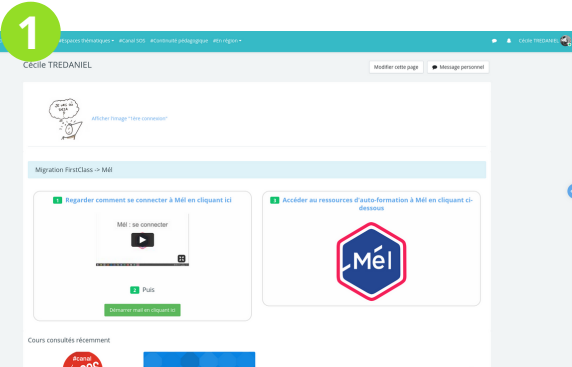 1
#Espaces thématiques #Canal SOS #Continuité pédagogique #En région
Cécile TREDANIEL
Cécile TREDANIEL
Modifier cette page
Message personnel
Afficher l'image "1ère connexion"
Migration FirstClass -> Mél
1 Regarder comment se connecter à Mél en cliquant ici
Mél : se connecter
2 Puis
Démarrer mél en cliquant ici
3 Accéder au ressources d'auto-formation à Mél en cliquant ci-
dessous
Mél
Cours consultés récemment
#canal